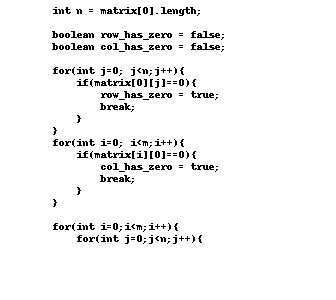 int n = matrix[0].length;
boolean row_has_zero = false;
boolean col_has_zero = false;
for(int j=0; j<n;j++){
if(matrix[0][j]==0){
row_has_zero = true;
break;
}
}
for(int i=0; i<m;i++){
if(matrix[i][0]==0){
col_has_zero = true;
break;
}
}
for(int i=0;i<m;i++){
for(int j=0;j<n;j++){